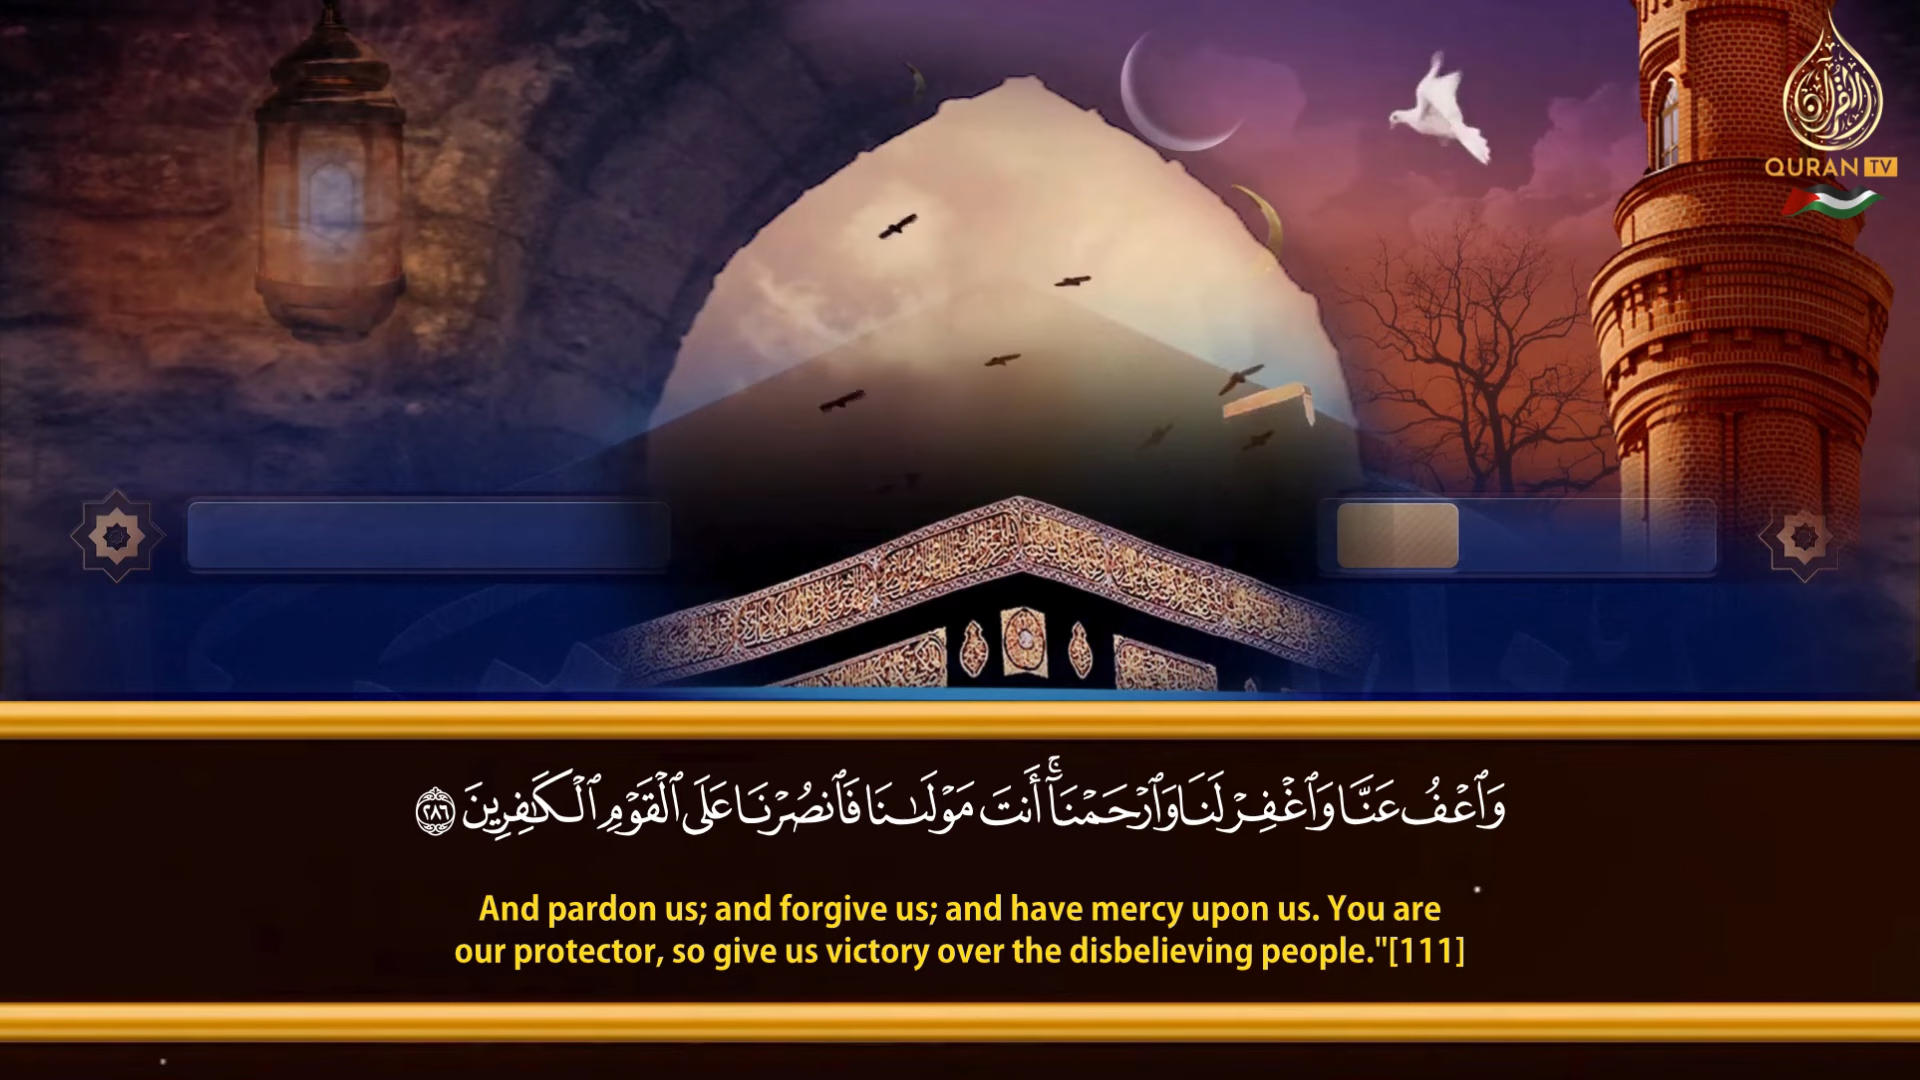 القرآن
QURAN TV
وَٱعْفُ عَنَّا وَٱغْفِرْ لَنَا وَٱرْحَمْنَآ ۚ أَنتَ مَوْلَىٰنَا فَٱنصُرْنَا عَلَى ٱلْقَوْمِ ٱلْكَٰفِرِينَ ٢٨٦
And pardon us; and forgive us; and have mercy upon us. You are
our protector, so give us victory over the disbelieving people."[111]